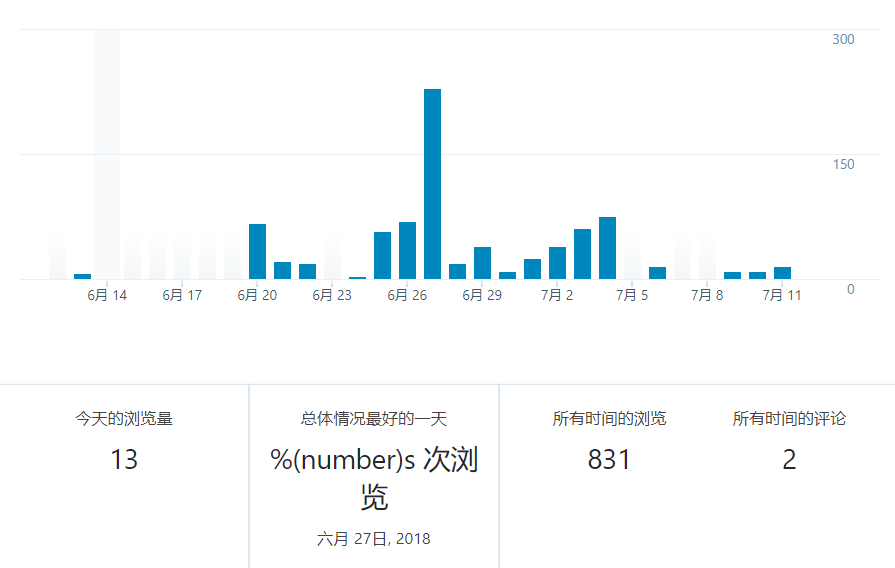 300
150
0
6月 14
6月 17
6月 20
6月 23
6月 26
6月 29
7月 2
7月 5
7月 8
7月 11
今天的浏览量
13
总体情况最好的一天
%(number)s 次浏
览
六月 27日, 2018
所有时间的浏览
831
所有时间的评论
2